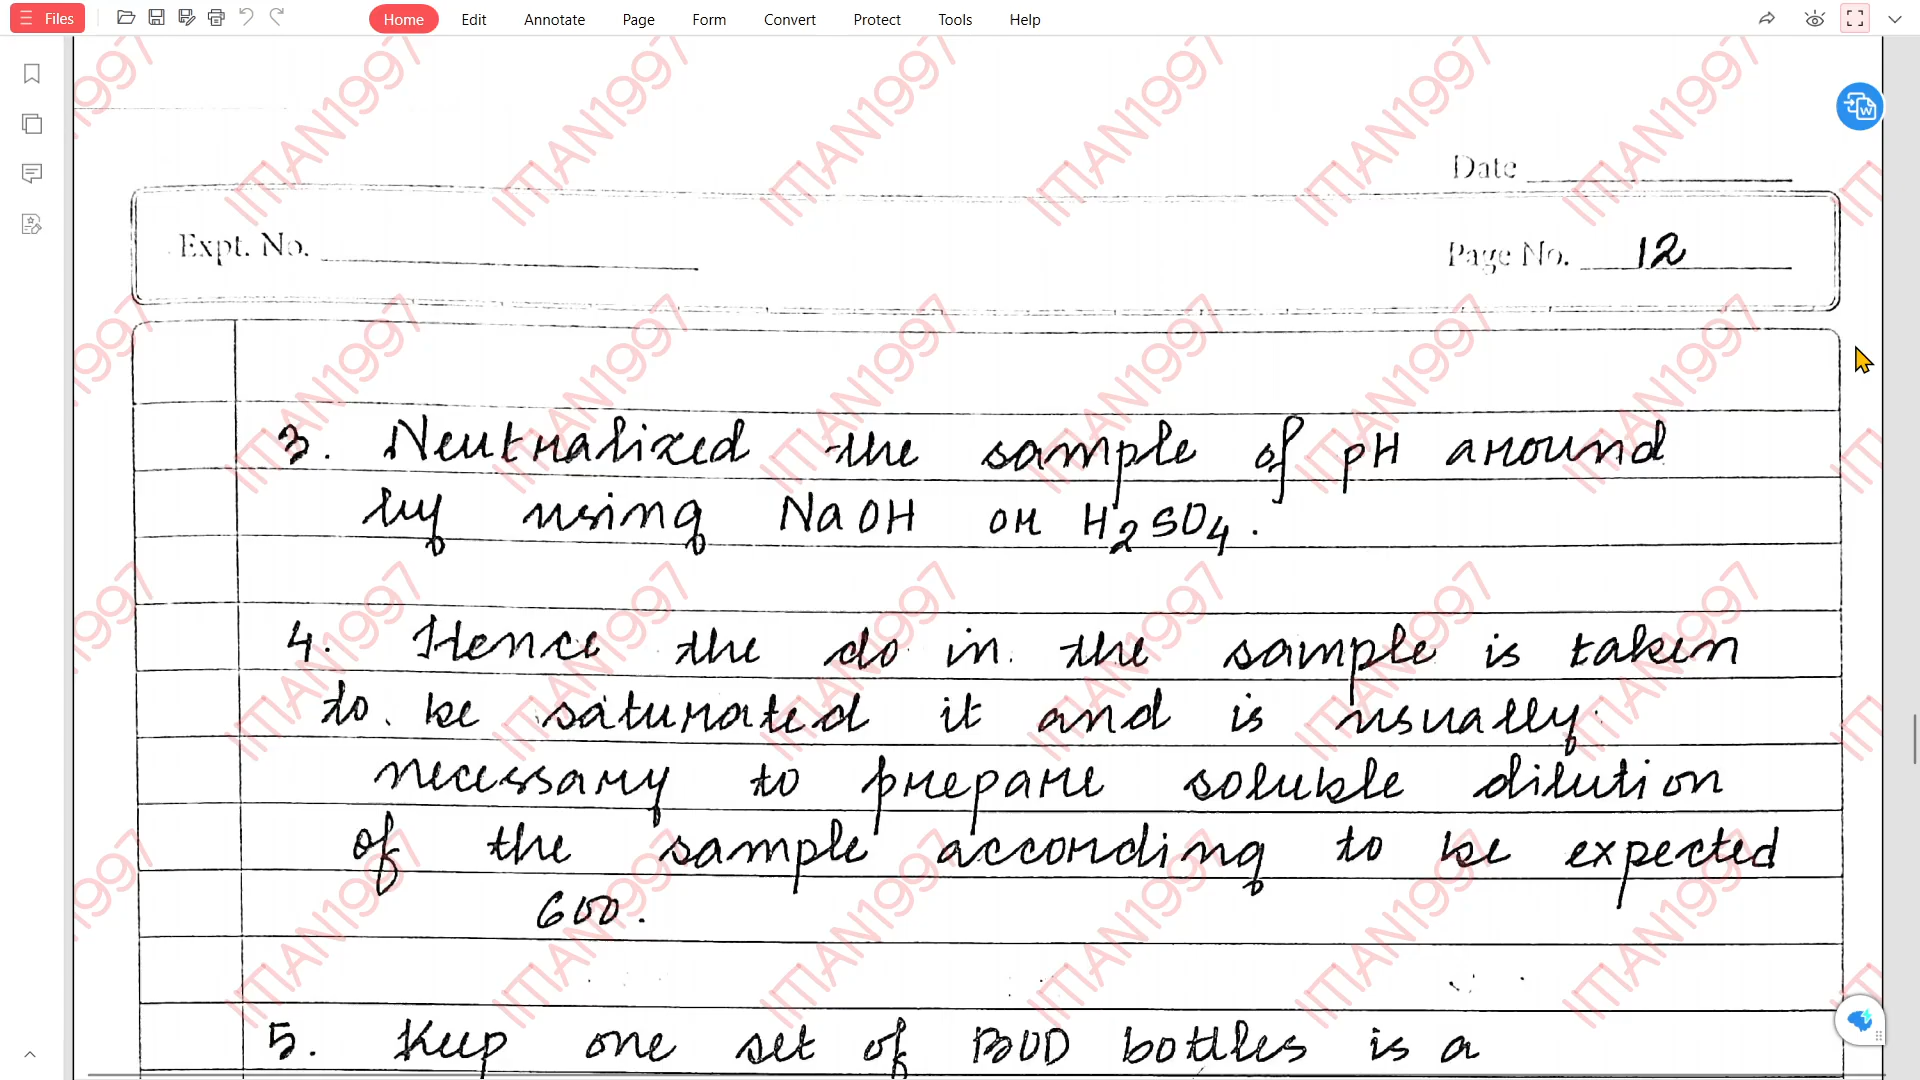 Files
Home Edit Annotate Page Form Convert Protect Tools Help
Date
Expt. No. Page No. 12
3. Neutralized the sample of pH around
by using NaOH or H2SO4.
4. Hence the do in the sample is taken
to be saturated it and is usually
necessary to prepare soluble dilution
of the sample according to be expected
600.
5. Keep one set of BOD bottles is a
IMAN1997